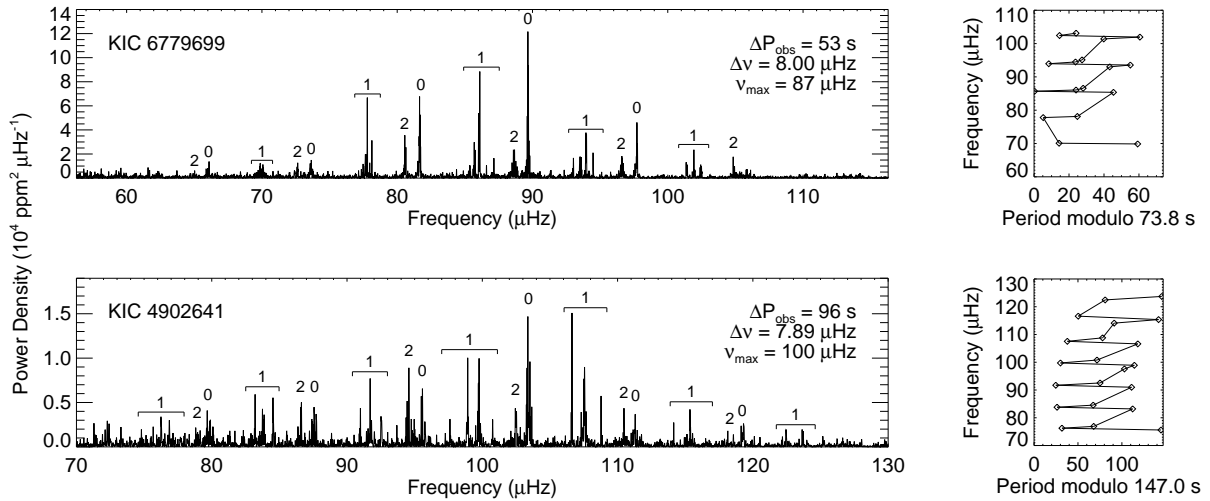 Power Density (10⁴ ppm² μHz⁻¹)
14
12
10
8
6
4
2
0
KIC 6779699
ΔP_obs = 53 s
Δν = 8.00 μHz
ν_max = 87 μHz
2 0 1 2 0 1 2 0 1 2 0 1 2 0 1 2
60 70 80 90 100 110
Frequency (μHz)
110
100
90
80
70
60
Frequency (μHz)
0 20 40 60
Period modulo 73.8 s
1.5
1.0
0.5
0.0
KIC 4902641
ΔP_obs = 96 s
Δν = 7.89 μHz
ν_max = 100 μHz
1 2 0 1 2 0 1 2 0 1 2 0 1 2 0 1 2 0 1
70 80 90 100 110 120 130
Frequency (μHz)
130
120
110
100
90
80
70
Frequency (μHz)
0 50 100
Period modulo 147.0 s